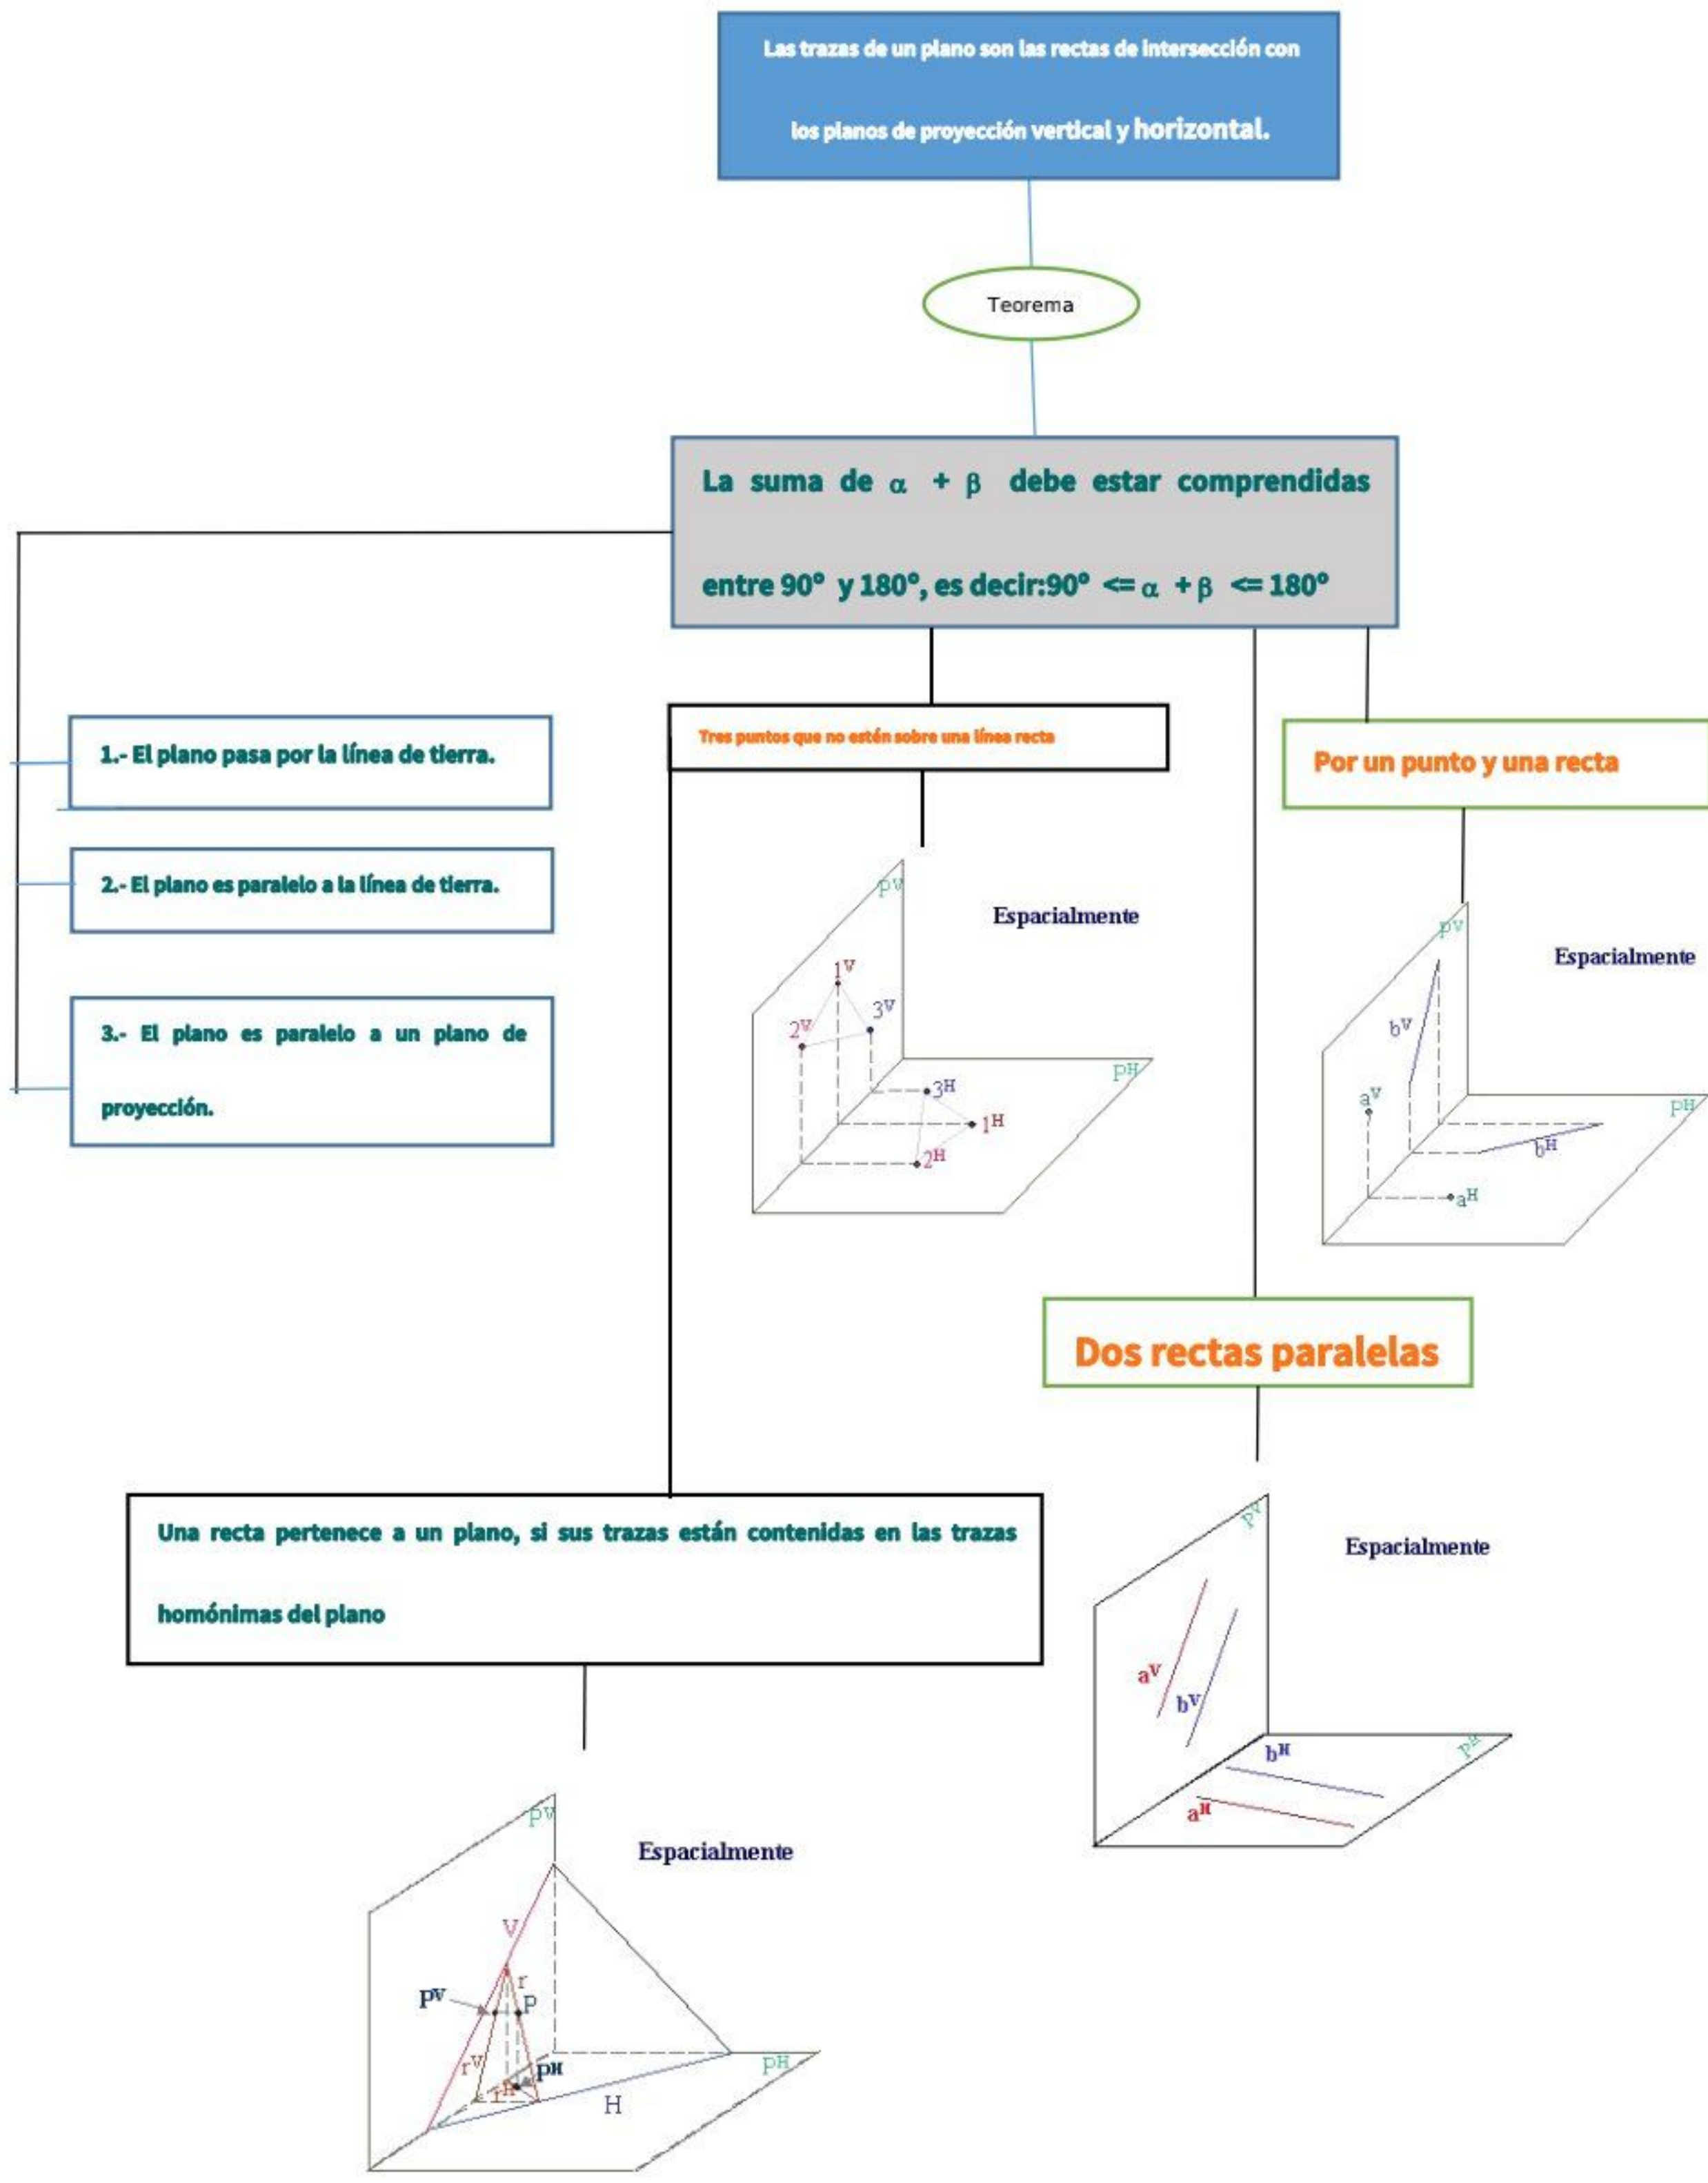 Las trazas de un plano son las rectas de intersección con
los planos de proyección vertical y horizontal.
Teorema
La suma de α + β debe estar comprendidas
entre 90º y 180º, es decir:90º <= α + β <= 180º
1.- El plano pasa por la línea de tierra.
2.- El plano es paralelo a la línea de tierra.
3.- El plano es paralelo a un plano de
proyección.
Tres puntos que no estén sobre una línea recta
pV
Espacialmente
1V
3V
2V
pH
3H
1H
2H
Por un punto y una recta
pV
Espacialmente
bV
aV
pH
bH
aH
Dos rectas paralelas
pV
Espacialmente
aV
bV
bH
pH
aH
Una recta pertenece a un plano, si sus trazas están contenidas en las trazas
homónimas del plano
pV
Espacialmente
V
r
pV
p
rV
pH
pH
rH
H